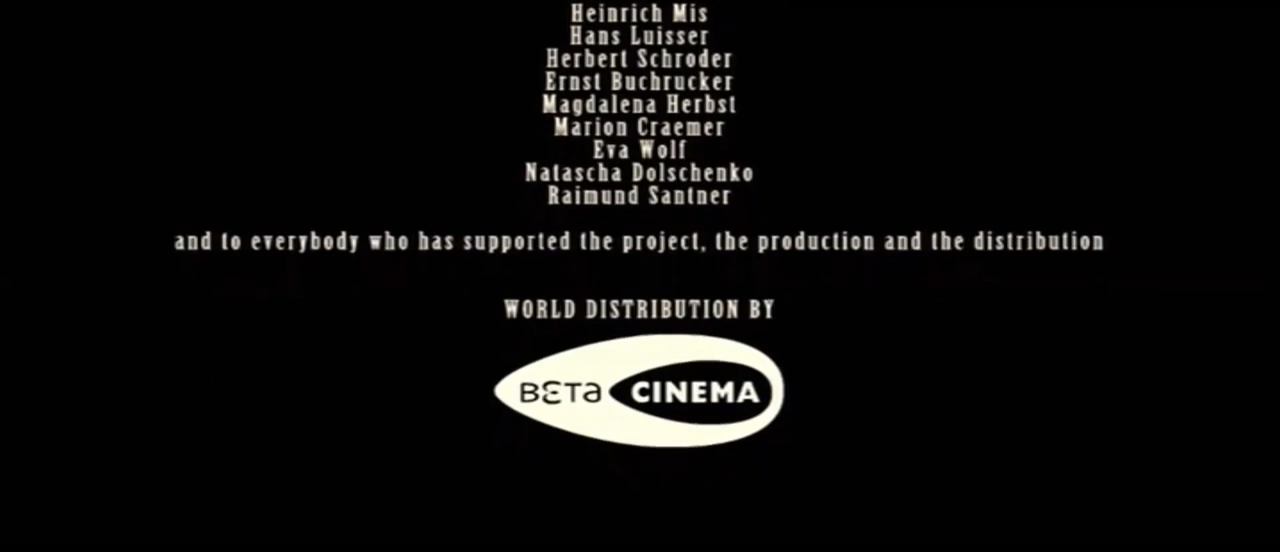 Heinrich Mis
Hans Luisser
Herbert Schroder
Ernst Buchrucker
Magdalena Herbst
Marion Craemer
Eva Wolf
Natascha Dolschenko
Raimund Santner
and to everybody who has supported the project, the production and the distribution
WORLD DISTRIBUTION BY
BETa CINEMA